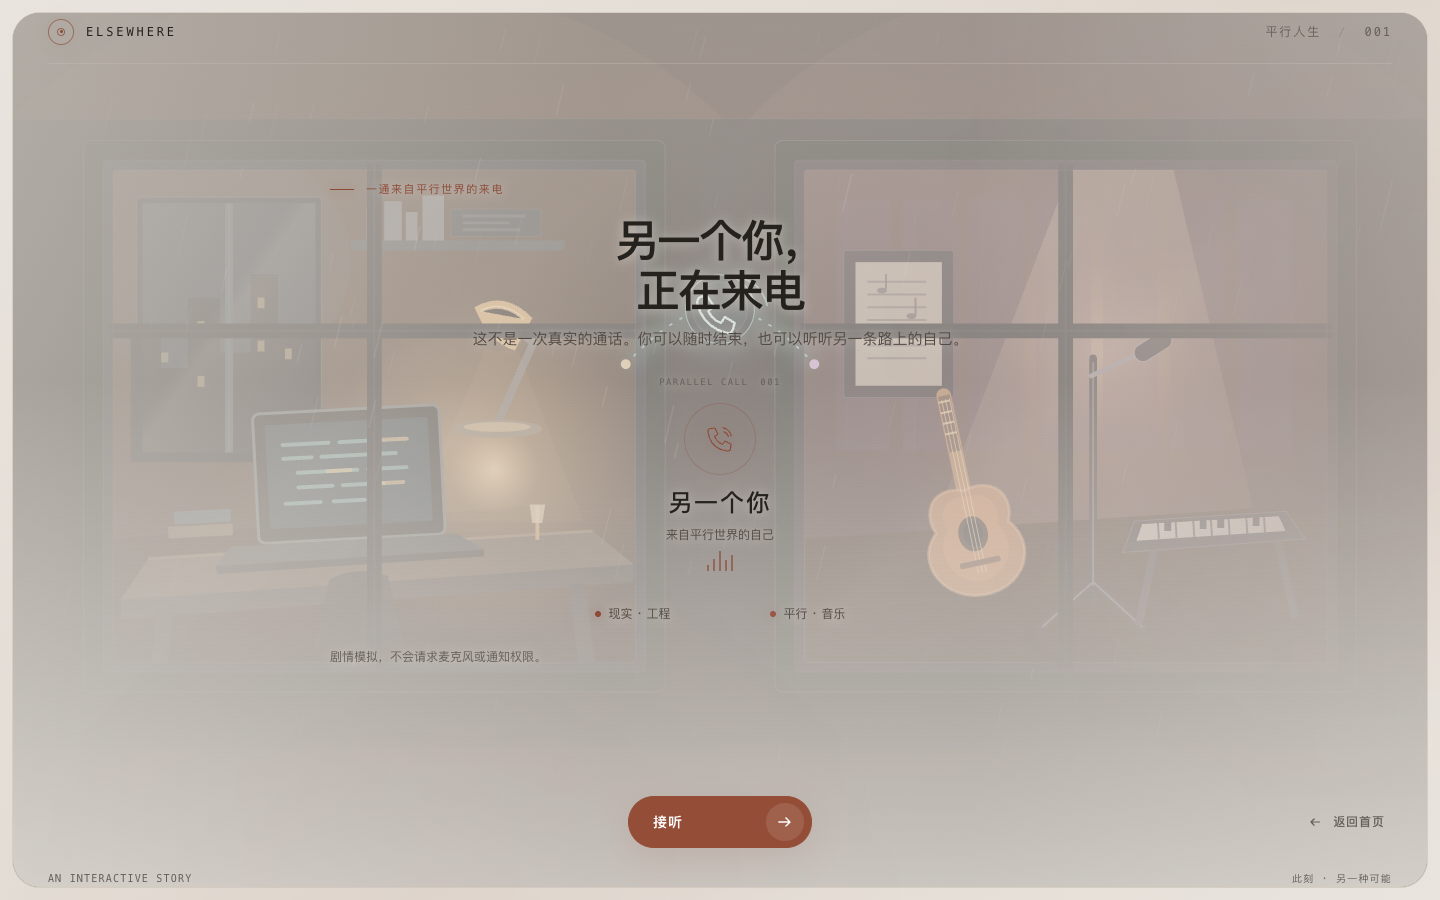 ELSEWHERE
平行人生 / 001
一通来自平行世界的来电
另一个你，
正在来电
这不是一次真实的通话。你可以随时结束，也可以听听另一条路上的自己。
PARALLEL CALL 001
另一个你
来自平行世界的自己
现实 · 工程
平行 · 音乐
剧情模拟，不会请求麦克风或通知权限。
接听
返回首页
AN INTERACTIVE STORY
此刻 · 另一种可能